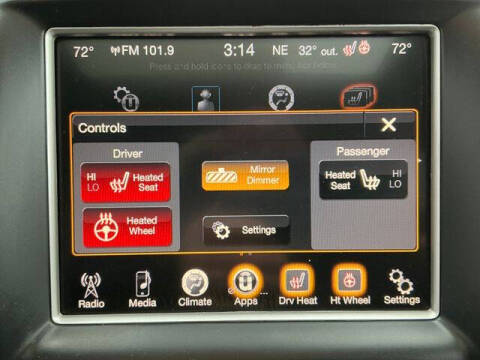 72° FM 101.9 3:14 NE 32° out. 72°
Press and hold icons to drag to main bar below.
Controls
Driver
HI
LO
Heated
Seat
Heated
Wheel
Mirror
Dimmer
Settings
Passenger
Heated
Seat
HI
LO
Radio Media Climate Apps Drv Heat Ht Wheel Settings